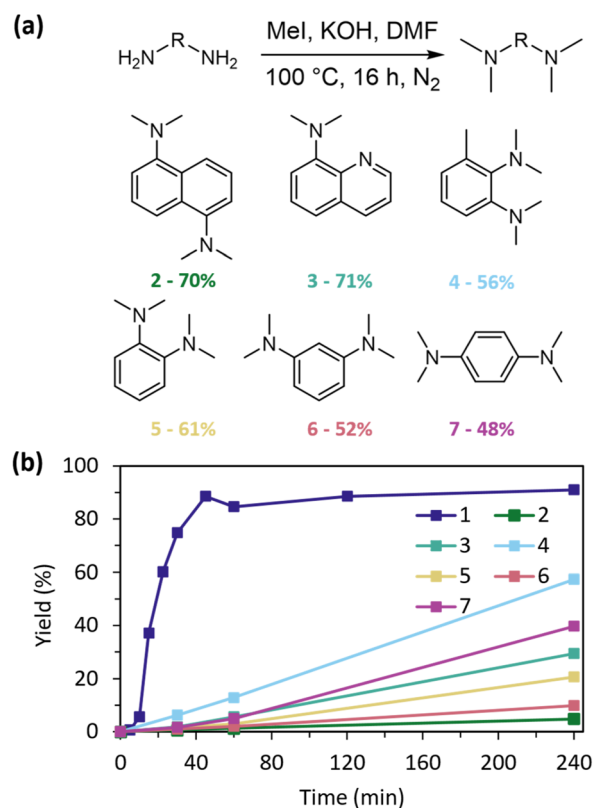 (a)
MeI, KOH, DMF
H₂N R NH₂
100 °C, 16 h, N₂
N R N
N
N
2 - 70%
N
N
3 - 71%
N
N
4 - 56%
N
N
5 - 61%
N
N
6 - 52%
N
N
7 - 48%
(b)
100
80
60
40
20
0
Yield (%)
1 2
3 4
5 6
7
0 40 80 120 160 200 240
Time (min)